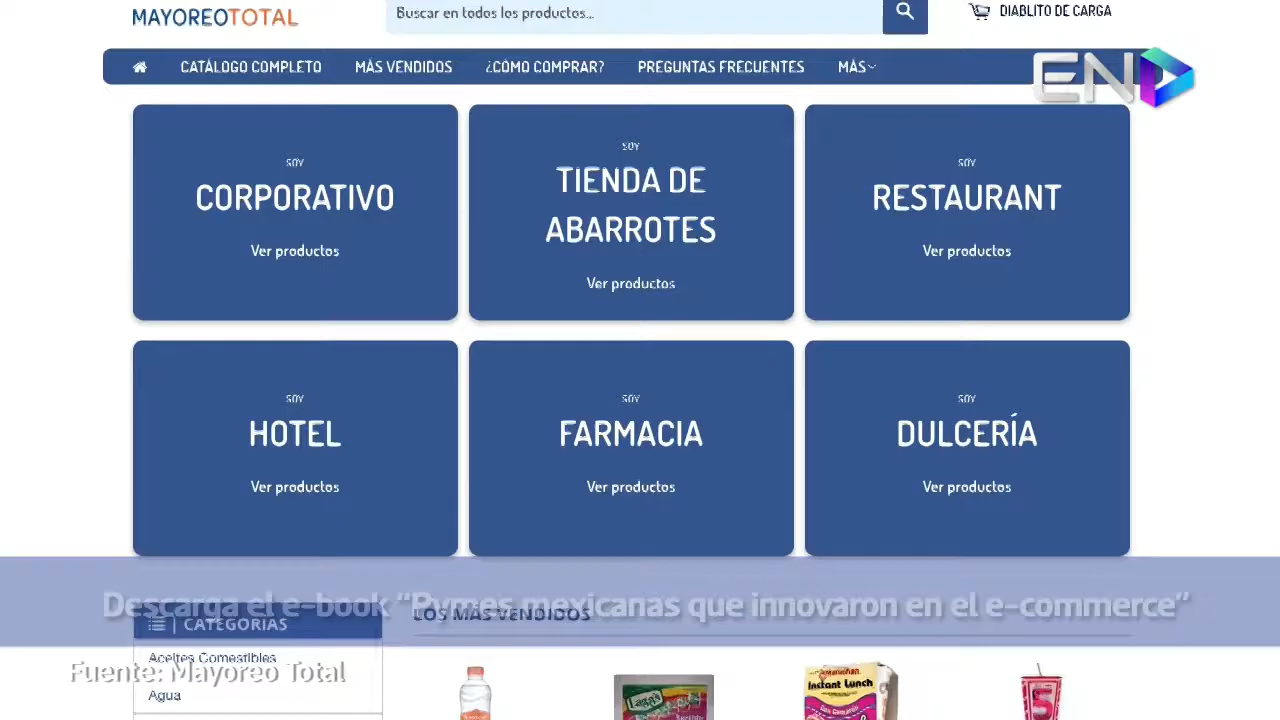 MAYOREOTOTAL
Buscar en todos los productos...
DIABLITO DE CARGA
CATÁLOGO COMPLETO
MÁS VENDIDOS
¿CÓMO COMPRAR?
PREGUNTAS FRECUENTES
MÁS
END
SOY
CORPORATIVO
Ver productos
SOY
TIENDA DE
ABARROTES
Ver productos
SOY
RESTAURANT
Ver productos
SOY
HOTEL
Ver productos
SOY
FARMACIA
Ver productos
SOY
DULCERÍA
Ver productos
Descarga el e-book “Pymes mexicanas que innovaron en el e-commerce”
LOS MÁS VENDIDOS
CATEGORÍAS
Aceites Comestibles
Fuente: Mayoreo Total
Agua
Maruchan
Instant Lunch